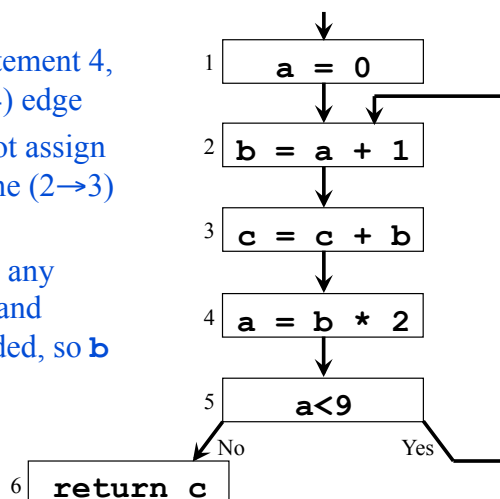 tement 4,
) edge
ot assign
ne (2→3)
any
and
ded, so b
1
a = 0
2
b = a + 1
3
c = c + b
4
a = b * 2
5
a<9
No
Yes
6
return c